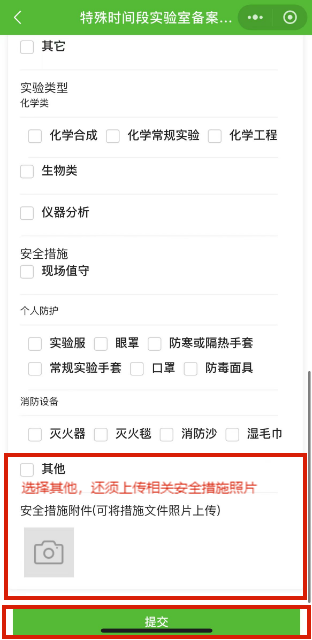 特殊时间段实验室备案...
其它
实验类型
化学类
化学合成 化学常规实验 化学工程
生物类
仪器分析
安全措施
现场值守
个人防护
实验服 眼罩 防寒或隔热手套
常规实验手套 口罩 防毒面具
消防设备
灭火器 灭火毯 消防沙 湿毛巾
其他
选择其他，还须上传相关安全措施照片
安全措施附件(可将措施文件照片上传)
提交